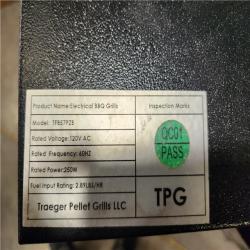 Product Name:Electrical BBQ Grills
Inspection Marks
Model: TFB57PZB
Rated Voltage: 120V AC
QC01
PASS
Rated Frequency:60HZ
Rated Power:250W
Fuel Input Rating: 2.89LBS/HR
TPG
Traeger Pellet Grills LLC